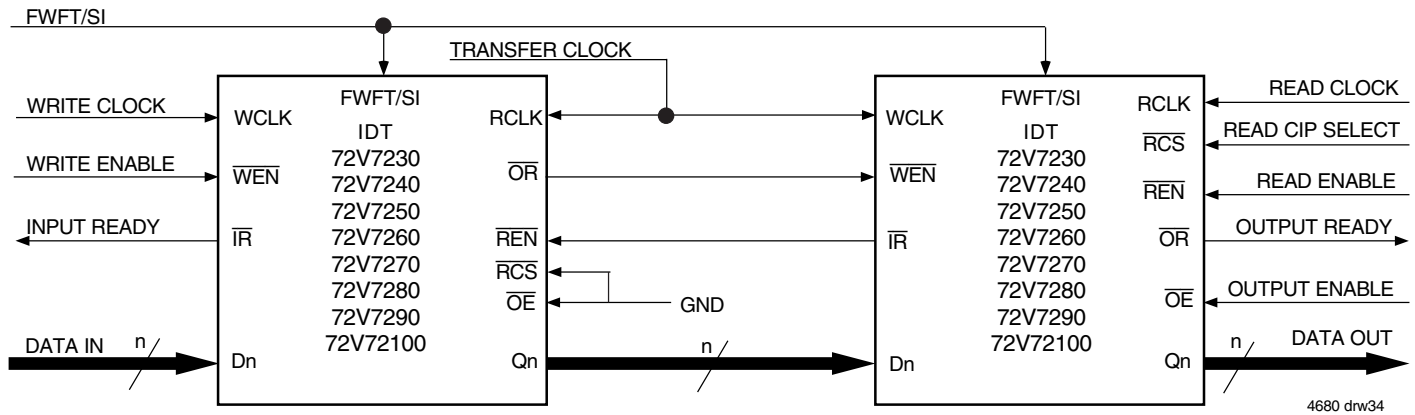 FWFT/SI
TRANSFER CLOCK
WRITE CLOCK
WRITE ENABLE
INPUT READY
DATA IN
n
FWFT/SI
IDT
72V7230
72V7240
72V7250
72V7260
72V7270
72V7280
72V7290
72V72100
WCLK
WEN
IR
Dn
RCLK
OR
REN
RCS
OE
Qn
GND
n
FWFT/SI
IDT
72V7230
72V7240
72V7250
72V7260
72V7270
72V7280
72V7290
72V72100
WCLK
WEN
IR
Dn
RCLK
RCS
REN
OR
OE
Qn
READ CLOCK
READ CIP SELECT
READ ENABLE
OUTPUT READY
OUTPUT ENABLE
n
DATA OUT
4680 drw34